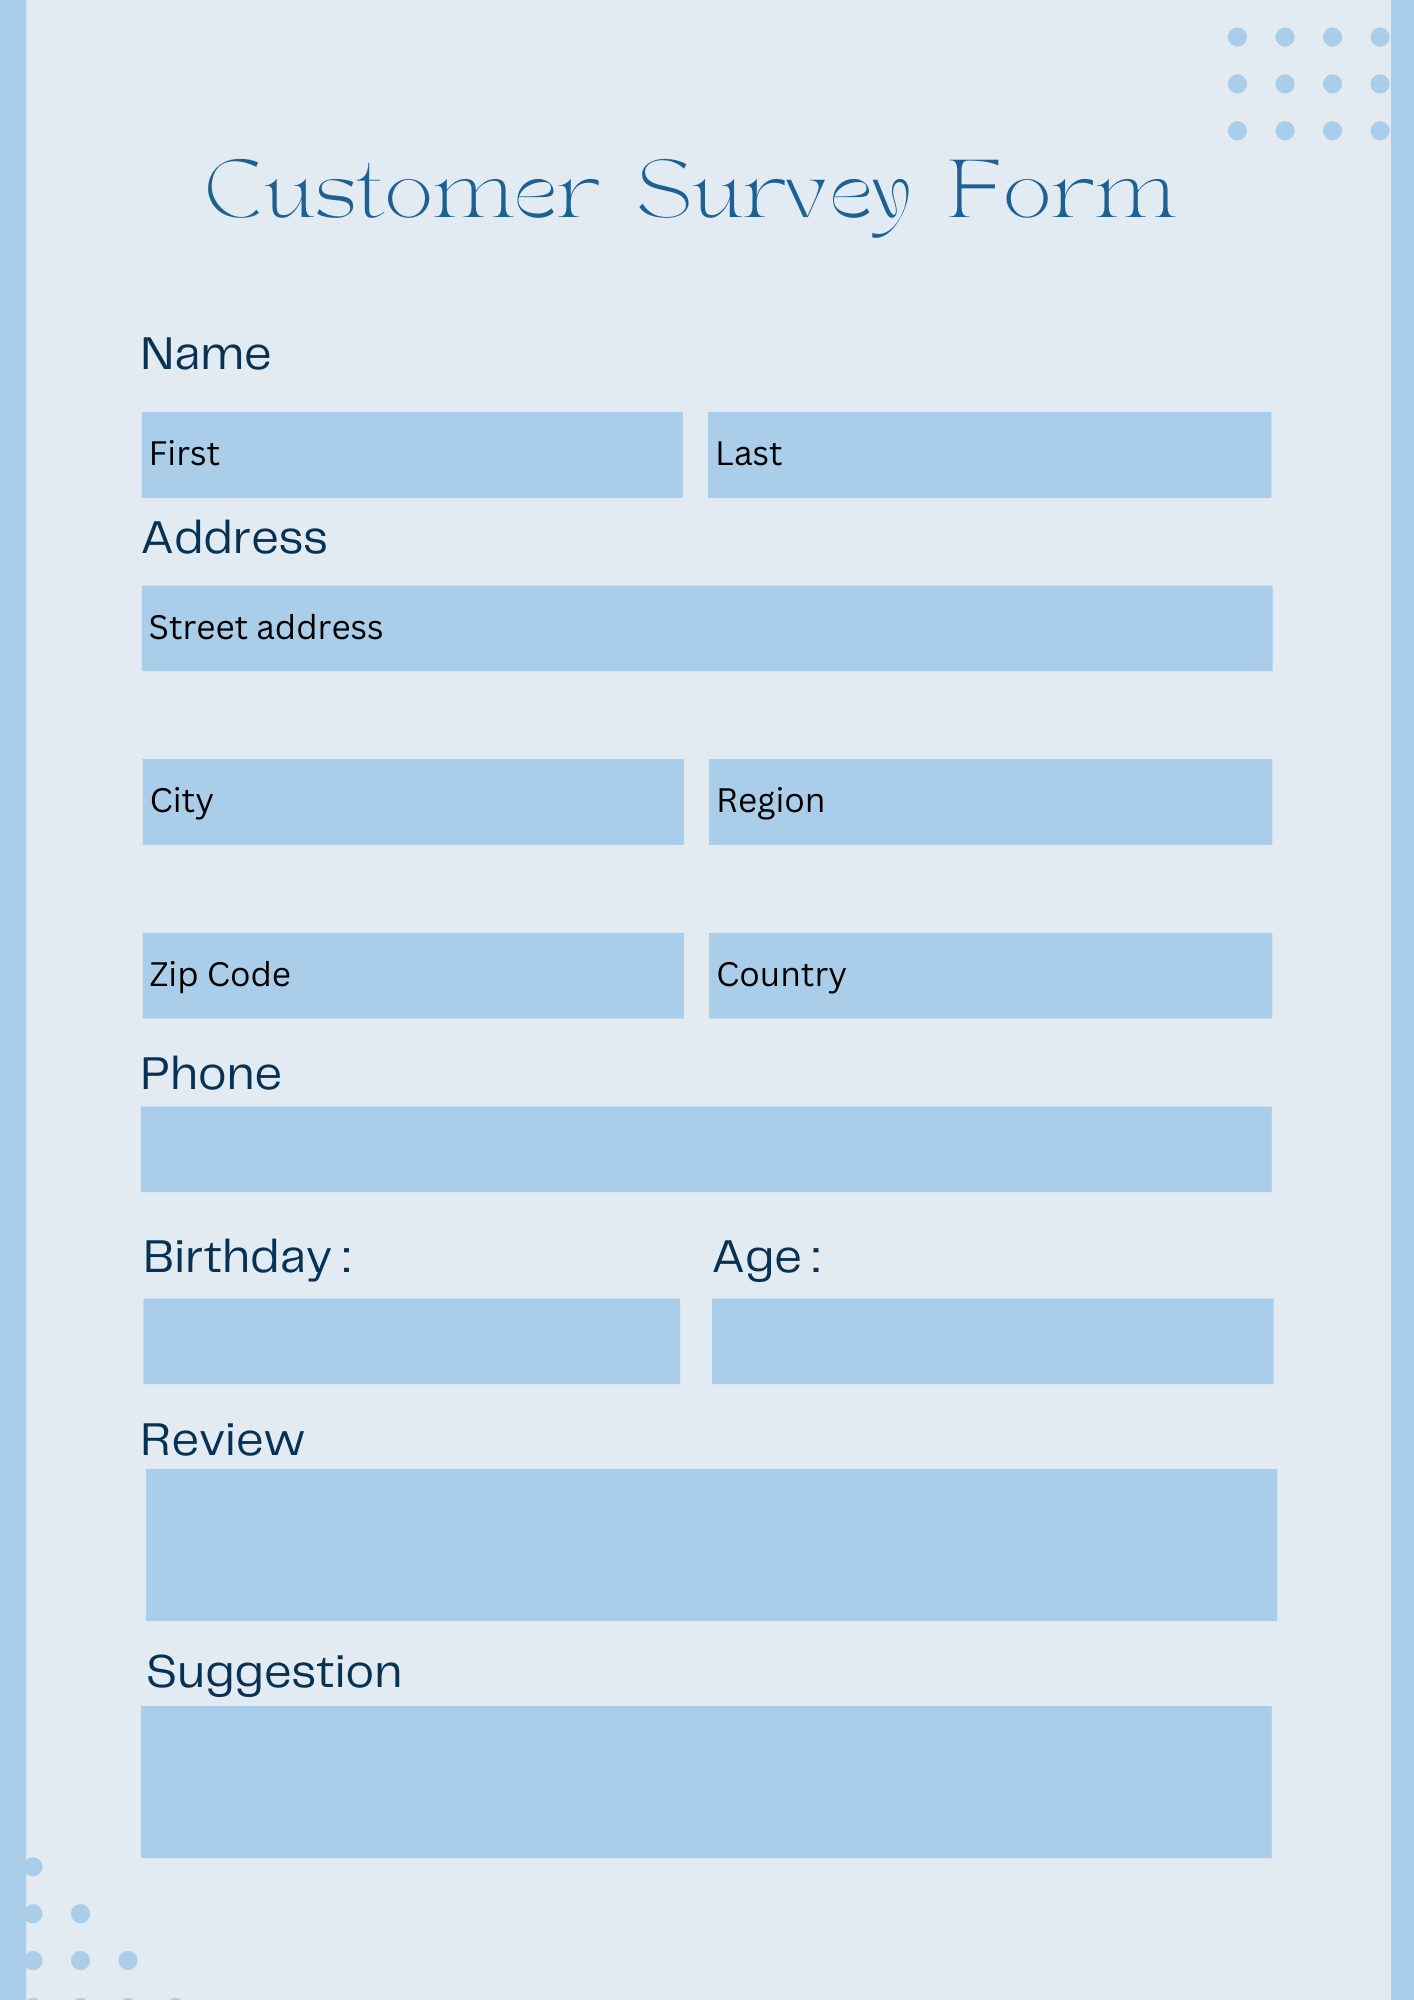 Customer Survey Form
Name
First
Last
Address
Street address
City
Region
Zip Code
Country
Phone
Birthday :
Age :
Review
Suggestion